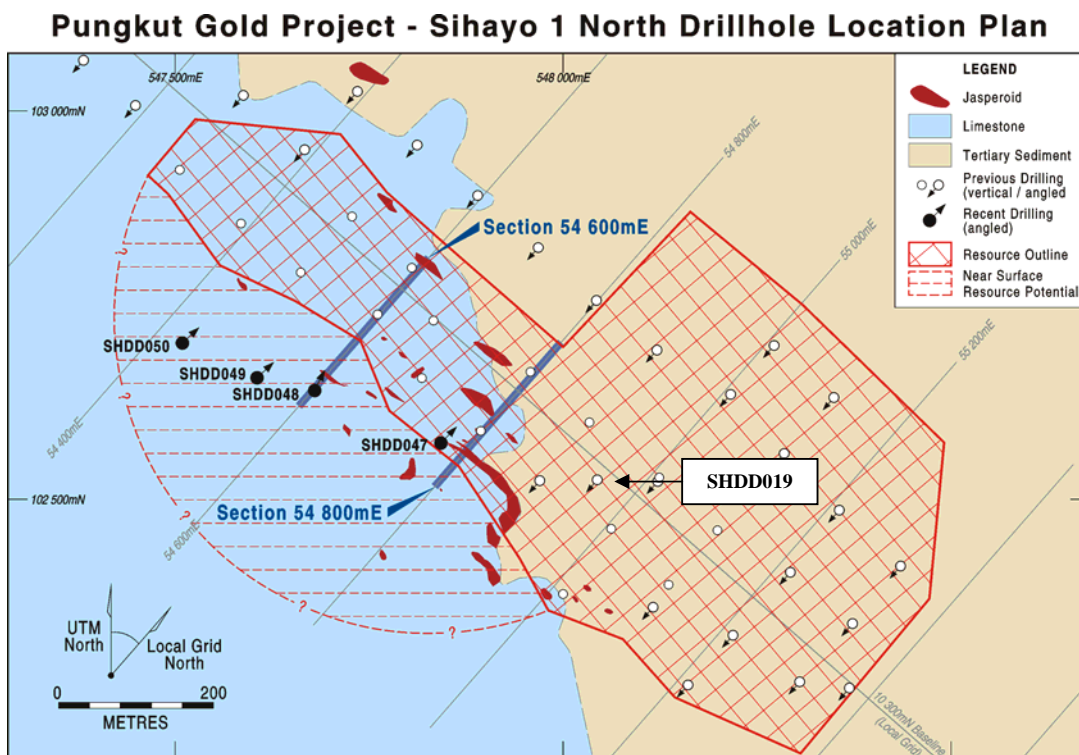 Pungkut Gold Project - Sihayo 1 North Drillhole Location Plan
547 500mE
548 000mE
103 000mN
54 800mE
LEGEND
Jasperoid
Limestone
Tertiary Sediment
Previous Drilling
(vertical / angled)
Recent Drilling
(angled)
Resource Outline
Near Surface
Resource Potential
Section 54 600mE
55 000mE
?
55 200mE
SHDD050
SHDD049
SHDD048
54 400mE
SHDD047
102 500mN
SHDD019
Section 54 800mE
?
54 600mE
?
?
UTM
North
Local Grid
North
0
200
METRES
10 300mN Baseline
(Local Grid)